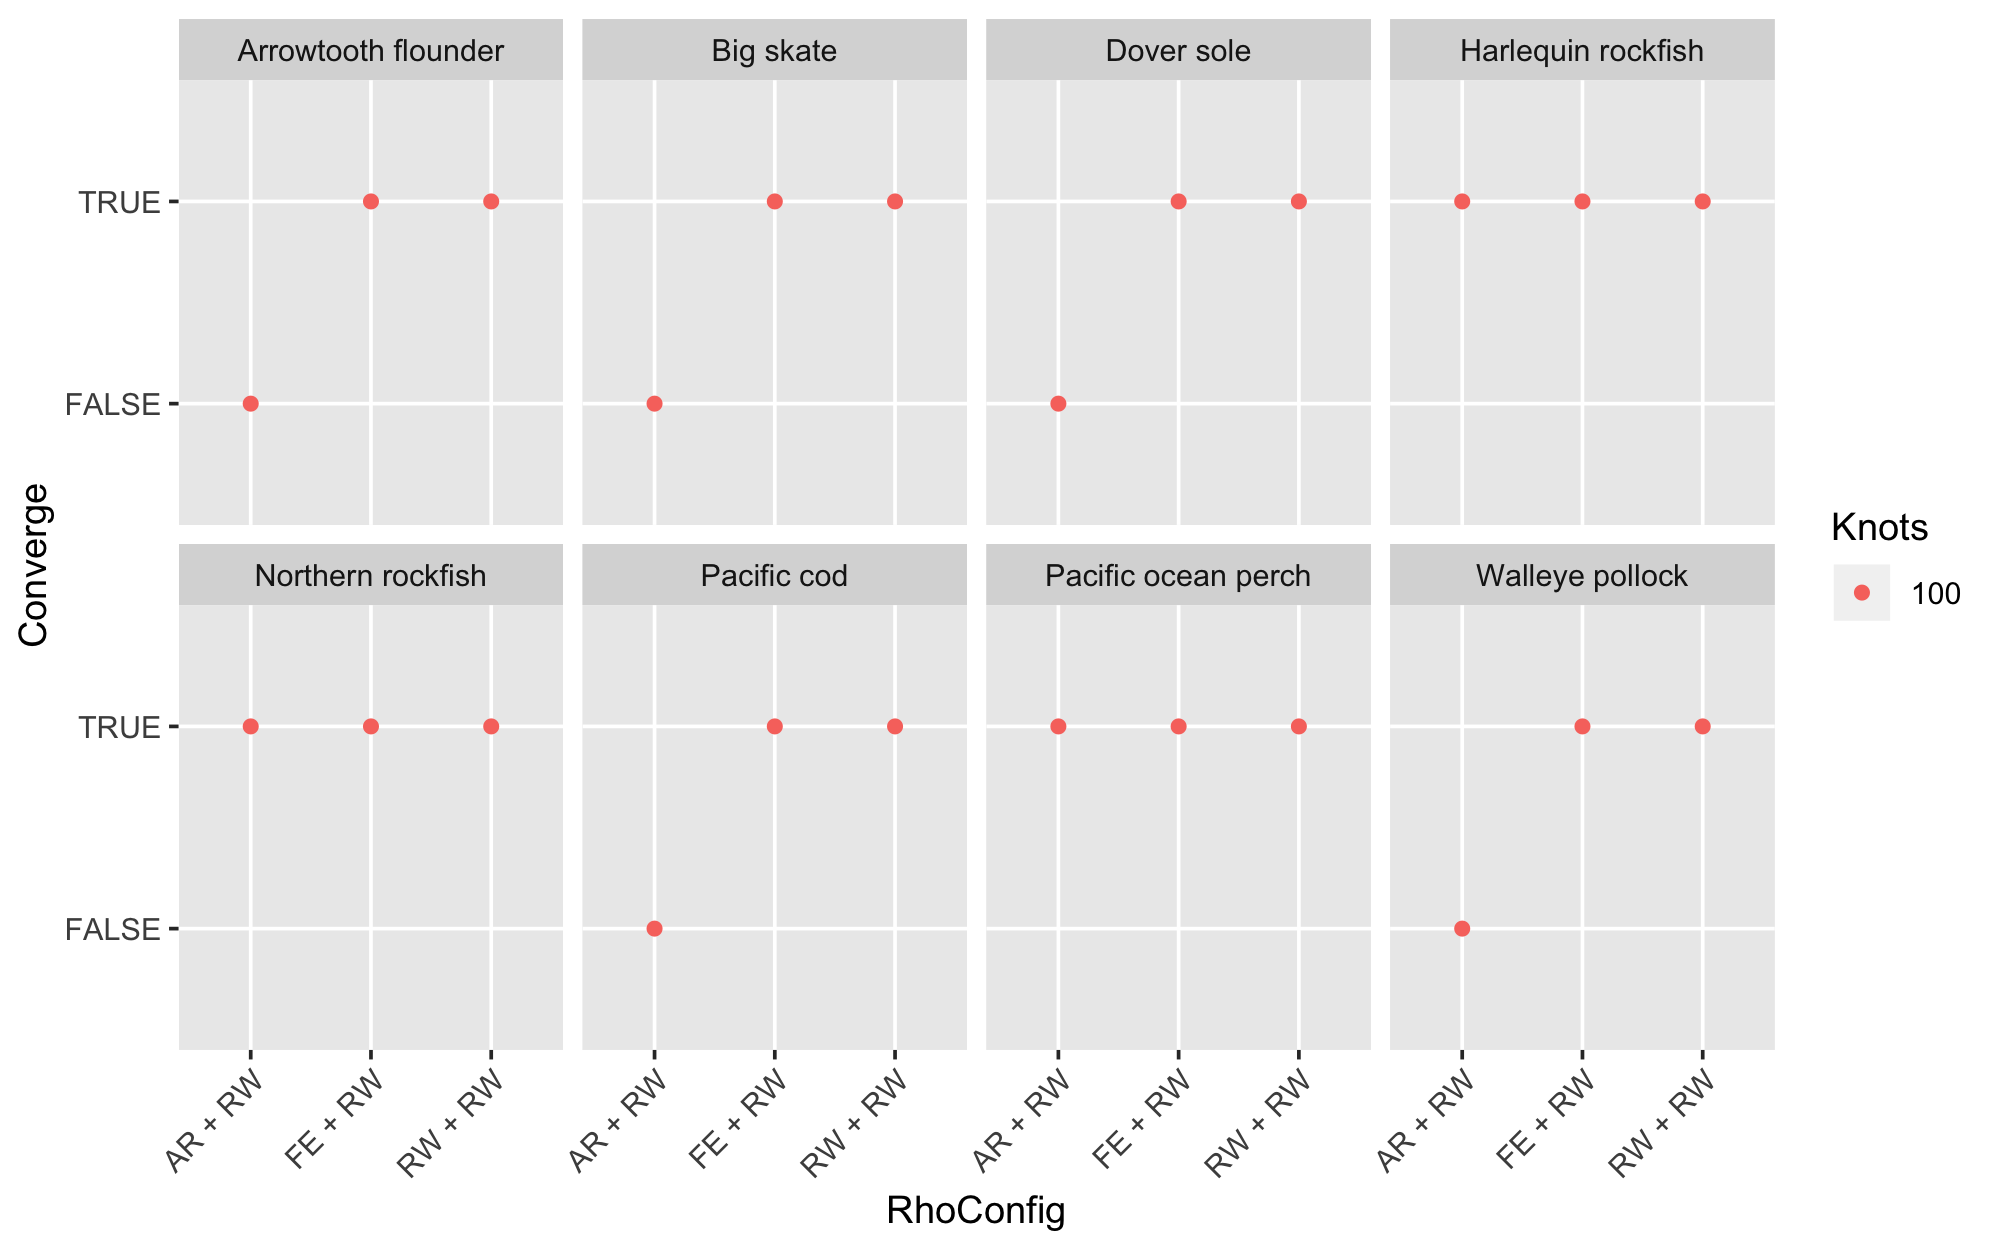 Arrowtooth flounder
Big skate
Dover sole
Harlequin rockfish
TRUE
FALSE
Northern rockfish
Pacific cod
Pacific ocean perch
Walleye pollock
TRUE
FALSE
AR + RW
FE + RW
RW + RW
AR + RW
FE + RW
RW + RW
AR + RW
FE + RW
RW + RW
AR + RW
FE + RW
RW + RW
RhoConfig
Converge
Knots
100